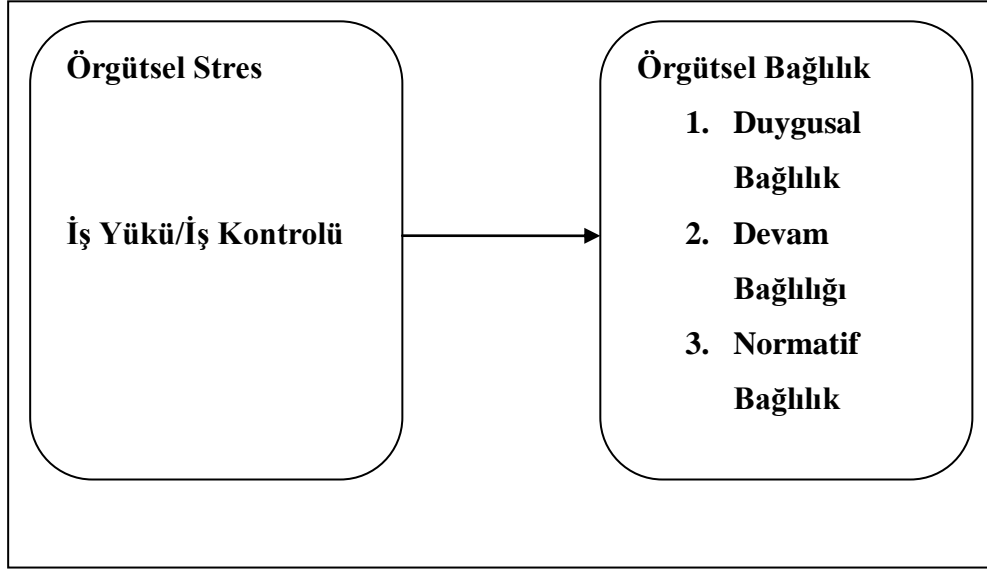 Örgütsel Stres
İş Yükü/İş Kontrolü
Örgütsel Bağlılık
1. Duygusal
Bağlılık
2. Devam
Bağlılığı
3. Normatif
Bağlılık